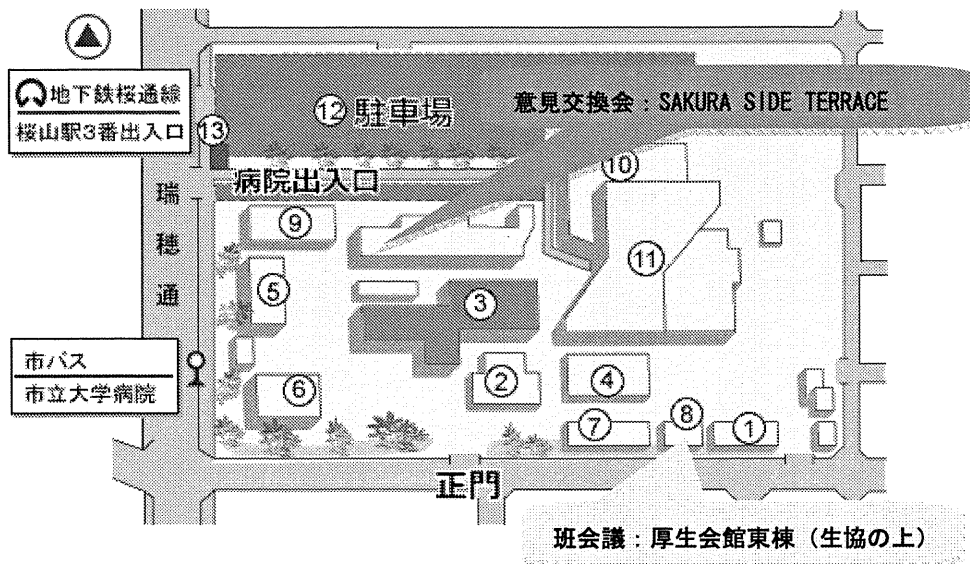 地下鉄桜通線
桜山駅3番出入口
⑬
⑫ 駐車場
意見交換会：SAKURA SIDE TERRACE
病院出入口
⑩
⑨
瑞穂通
⑪
⑤
③
市バス
市立大学病院
②
④
⑥
⑧
⑦
①
正門
班会議：厚生会館東棟（生協の上）